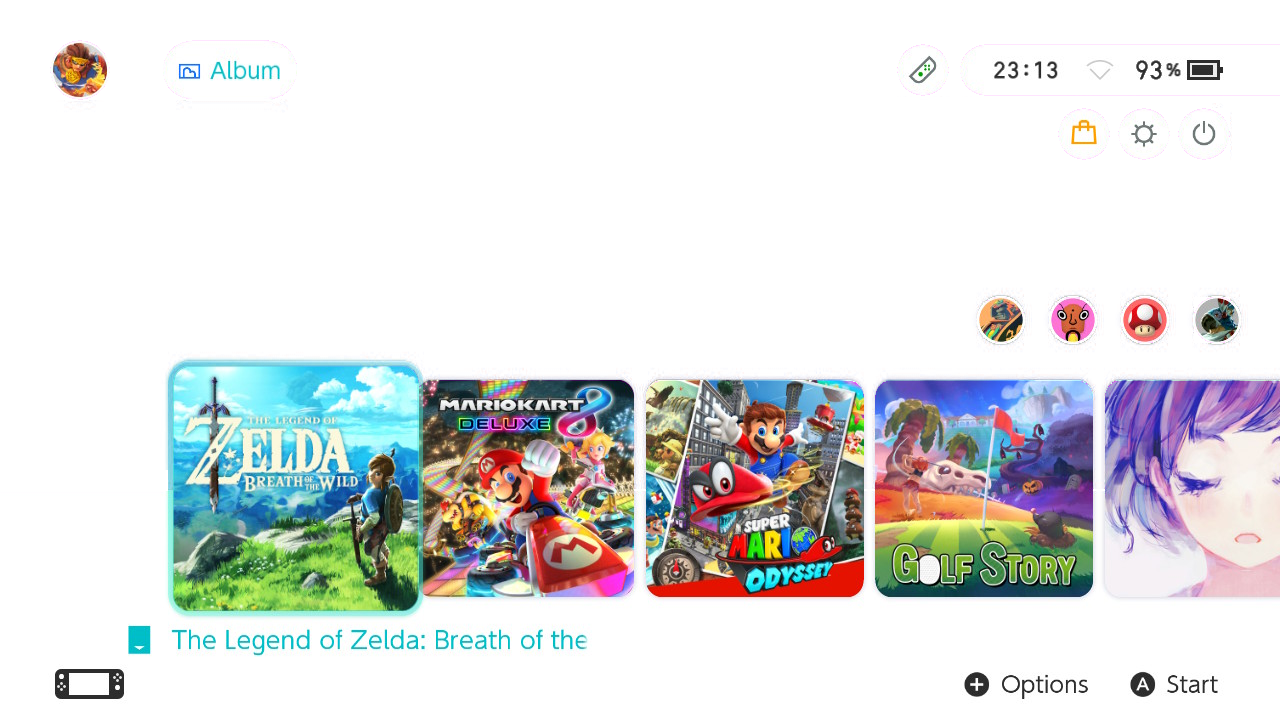 Album
23:13
93%
THE LEGEND OF
ZELDA
BREATH OF THE WILD
MARIOKART 8
DELUXE
SUPER
MARIO
ODYSSEY
GOLF STORY
The Legend of Zelda: Breath of the
Options
A Start